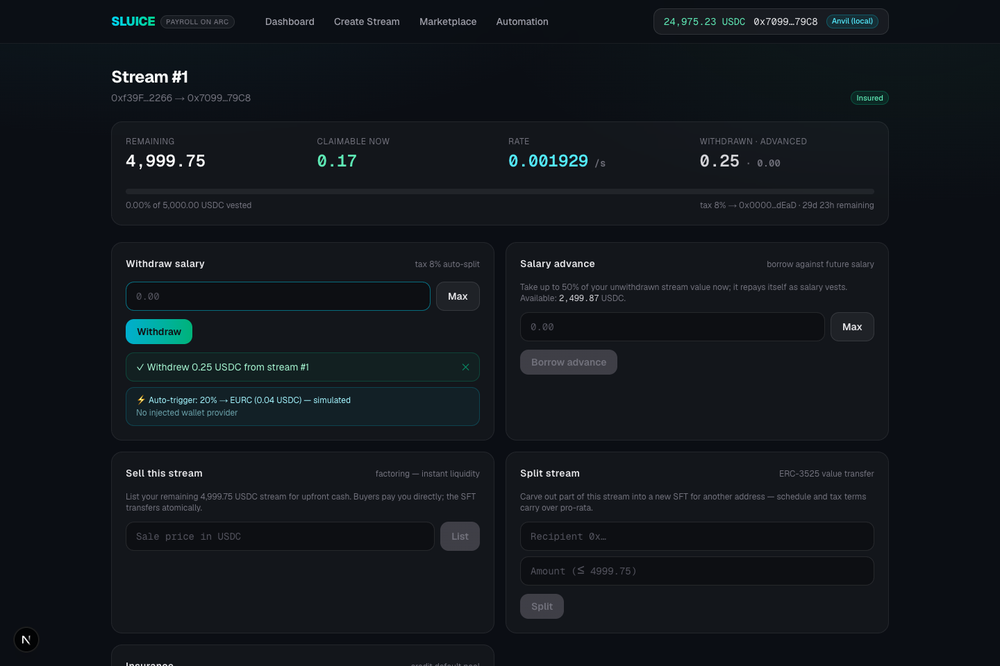 SLUICE PAYROLL ON ARC Dashboard Create Stream Marketplace Automation 24,975.23 USDC 0x7099…79C8 Anvil (local)
Stream #1
0xf39F…2266 → 0x7099…79C8
Insured
REMAINING CLAIMABLE NOW RATE WITHDRAWN · ADVANCED
4,999.75 0.17 0.001929 /s 0.25 · 0.00
0.00% of 5,000.00 USDC vested tax 8% → 0x0000…dEaD · 29d 23h remaining
Withdraw salary tax 8% auto-split
0.00 Max
Withdraw
✓ Withdrew 0.25 USDC from stream #1 ✕
⚡ Auto-trigger: 20% → EURC (0.04 USDC) — simulated
No injected wallet provider
Salary advance borrow against future salary
Take up to 50% of your unwithdrawn stream value now; it repays itself as salary vests.
Available: 2,499.87 USDC.
0.00 Max
Borrow advance
Sell this stream factoring — instant liquidity
List your remaining 4,999.75 USDC stream for upfront cash. Buyers pay you directly; the SFT
transfers atomically.
Sale price in USDC List
Split stream ERC-3525 value transfer
Carve out part of this stream into a new SFT for another address — schedule and tax terms
carry over pro-rata.
Recipient 0x…
Amount (≤ 4999.75)
Split
N
Insurance credit default pool